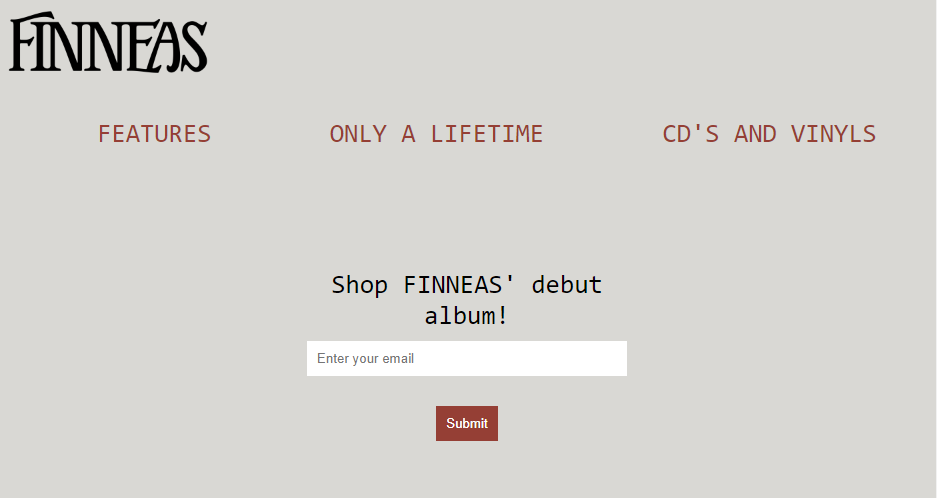 FINNEAS
FEATURES
ONLY A LIFETIME
CD'S AND VINYLS
Shop FINNEAS' debut
album!
Enter your email
Submit